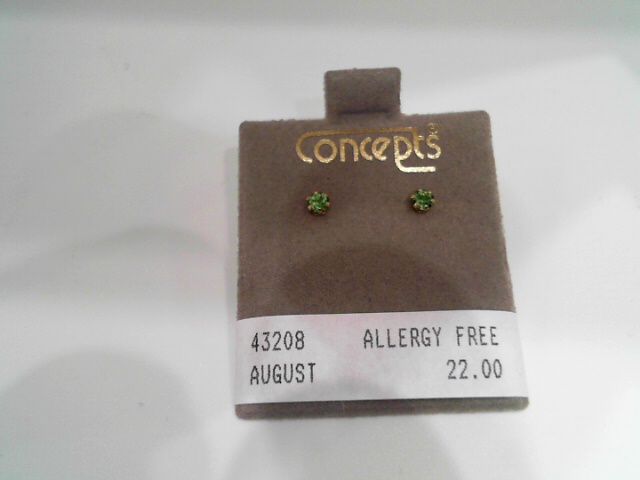 Concepts
43208 ALLERGY FREE
AUGUST 22.00